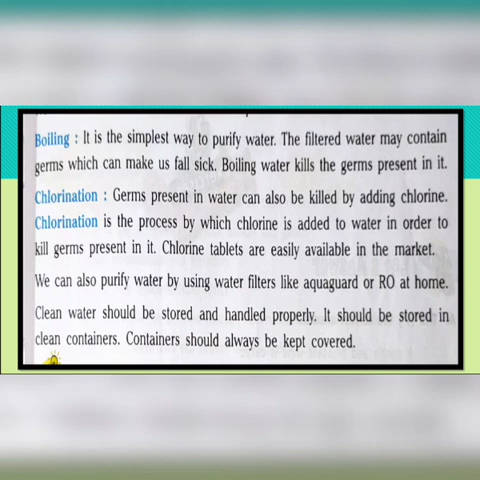 Boiling : It is the simplest way to purify water. The filtered water may contain
germs which can make us fall sick. Boiling water kills the germs present in it.
Chlorination : Germs present in water can also be killed by adding chlorine.
Chlorination is the process by which chlorine is added to water in order to
kill germs present in it. Chlorine tablets are easily available in the market.
We can also purify water by using water filters like aquaguard or RO at home.
Clean water should be stored and handled properly. It should be stored in
clean containers. Containers should always be kept covered.